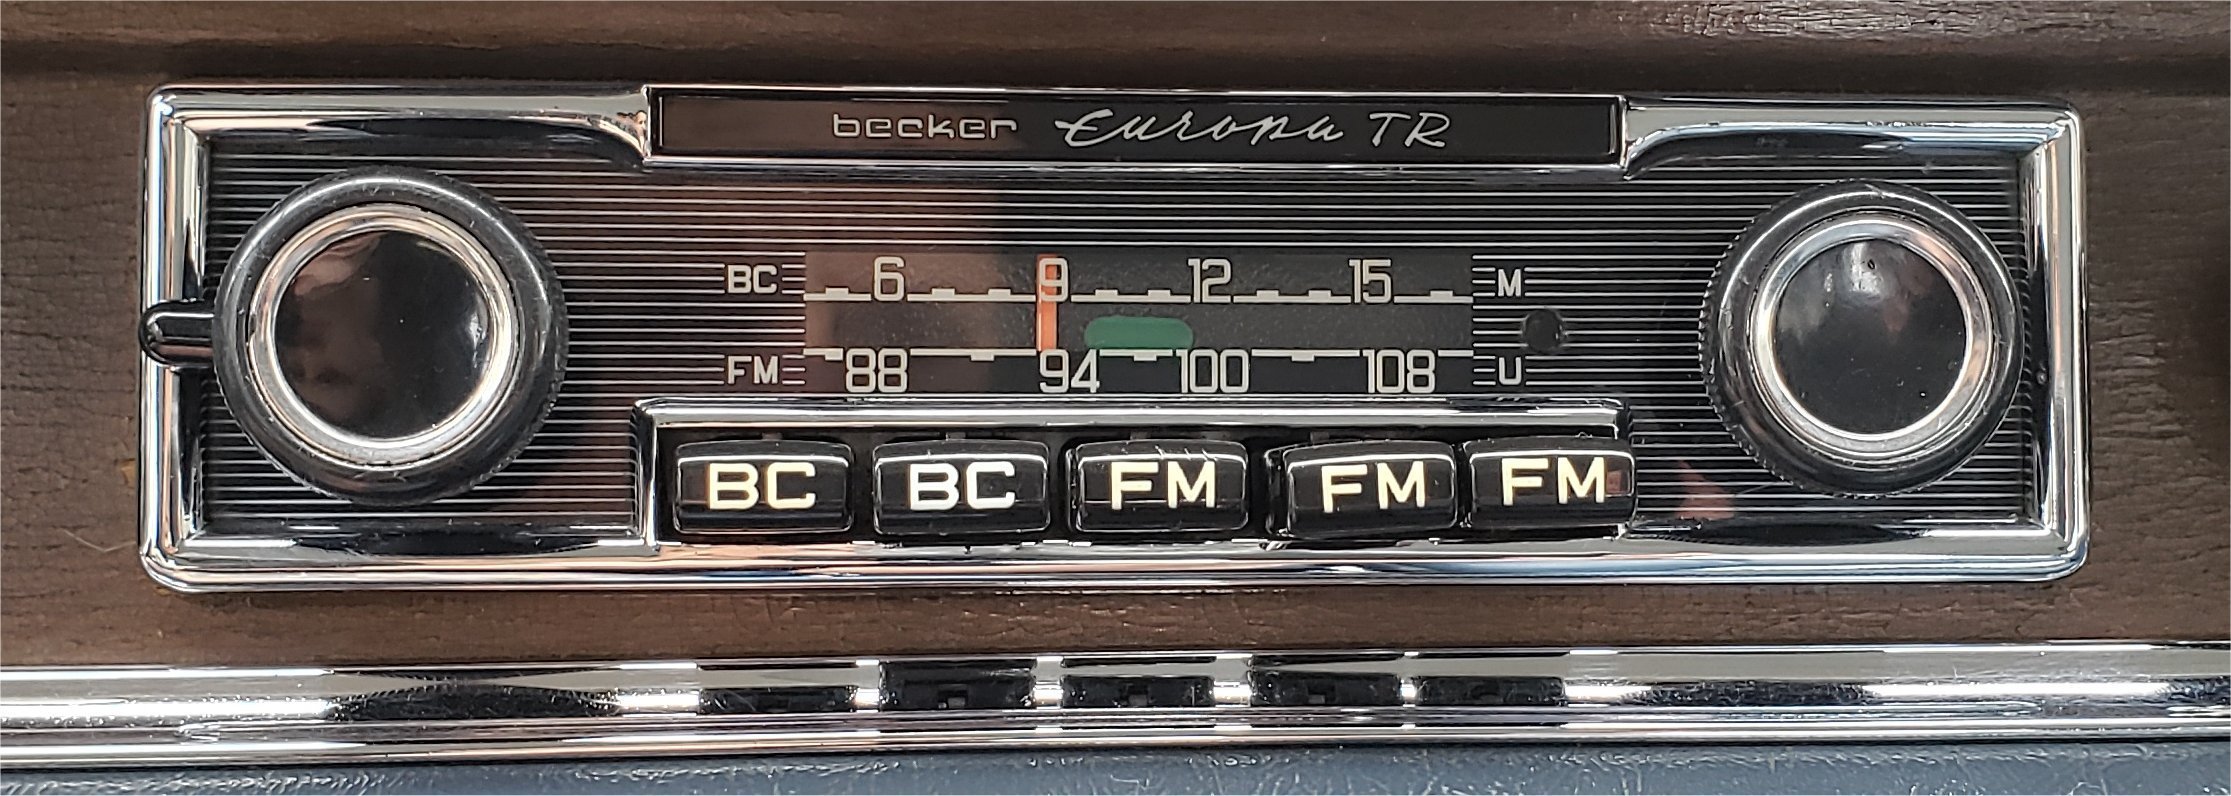 becker Europa TR
BC 6 9 12 15 M
FM 88 94 100 108 U
BC BC FM FM FM